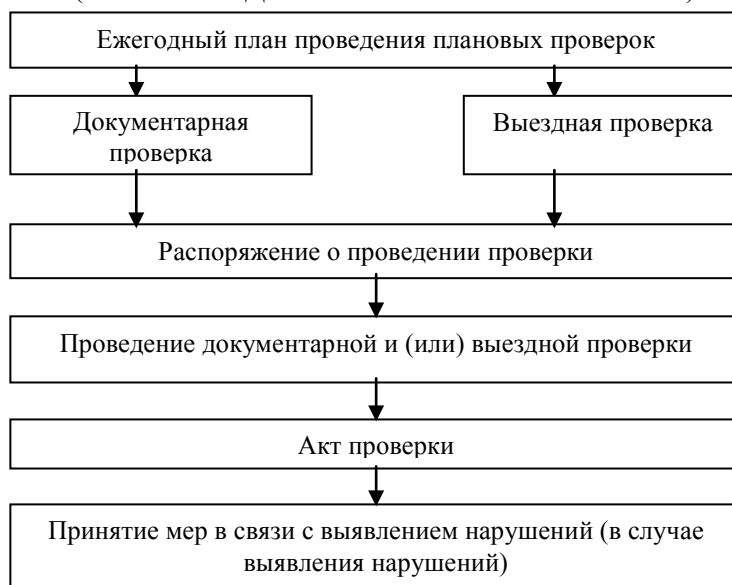 Ежегодный план проведения плановых проверок
Документарная
проверка
Выездная проверка
Распоряжение о проведении проверки
Проведение документарной и (или) выездной проверки
Акт проверки
Принятие мер в связи с выявлением нарушений (в случае
выявления нарушений)